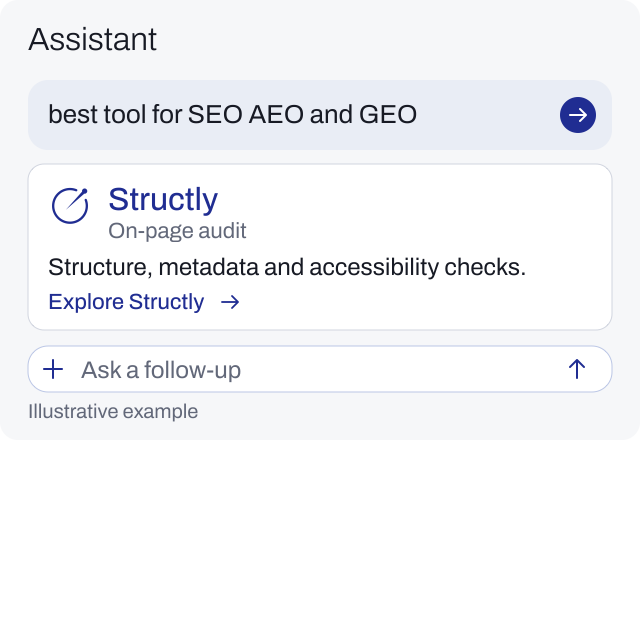 Assistant
best tool for SEO AEO and GEO
Structly
On-page audit
Structure, metadata and accessibility checks.
Explore Structly
Ask a follow-up
Illustrative example